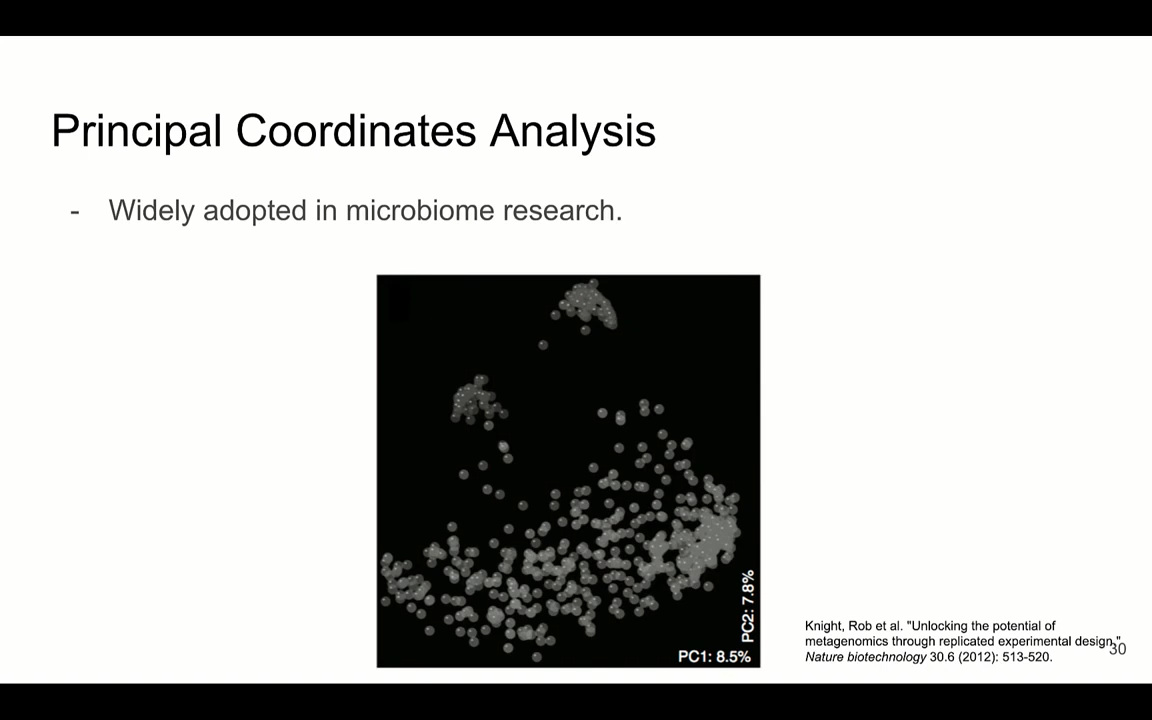 Principal Coordinates Analysis
- Widely adopted in microbiome research.
PC2: 7.8%
PC1: 8.5%
Knight, Rob et al. "Unlocking the potential of
metagenomics through replicated experimental design."
Nature biotechnology 30.6 (2012): 513-520.
30